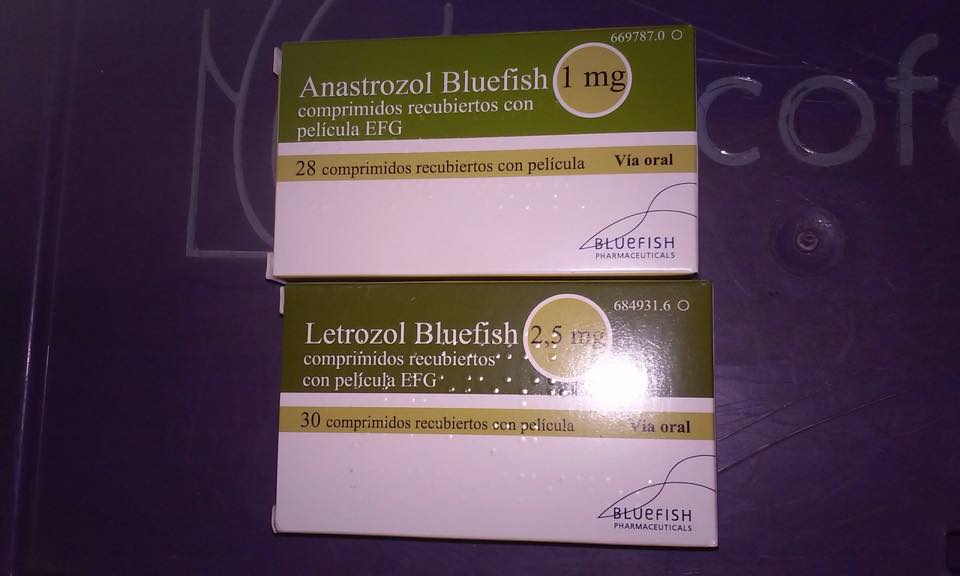 669787.0
Anastrozol Bluefish 1 mg
comprimidos recubiertos con
película EFG
28 comprimidos recubiertos con película Vía oral
BLUEFISH
PHARMACEUTICALS
cofa
684931.6
Letrozol Bluefish 2,5 mg
comprimidos recubiertos
con película EFG
30 comprimidos recubiertos con película Vía oral
BLUEFISH
PHARMACEUTICALS